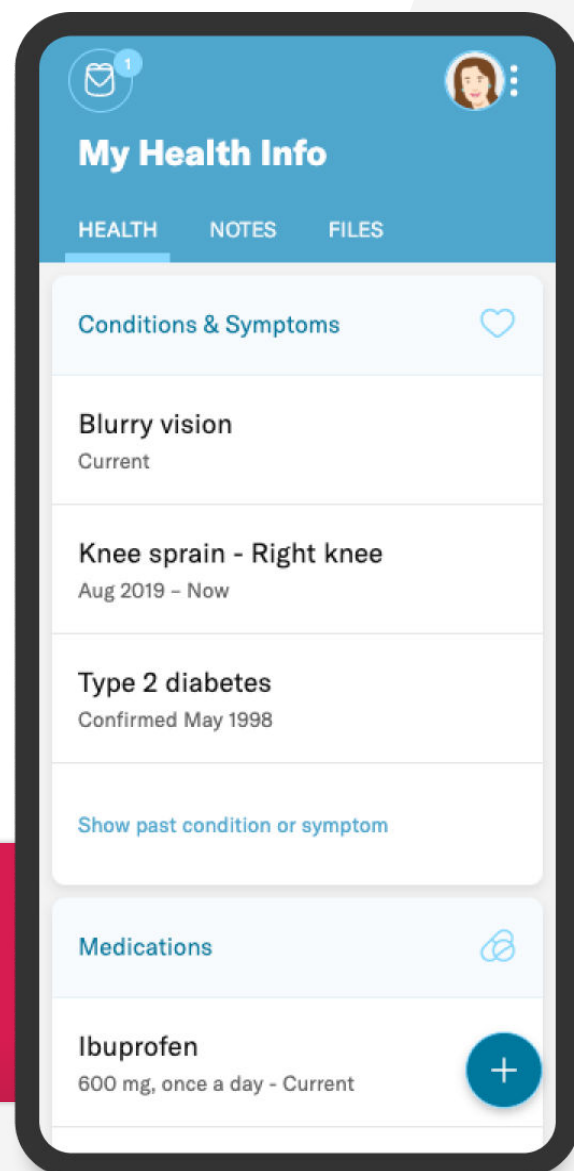 1
My Health Info
HEALTH NOTES FILES
Conditions & Symptoms
Blurry vision
Current
Knee sprain - Right knee
Aug 2019 – Now
Type 2 diabetes
Confirmed May 1998
Show past condition or symptom
Medications
Ibuprofen
600 mg, once a day - Current
+